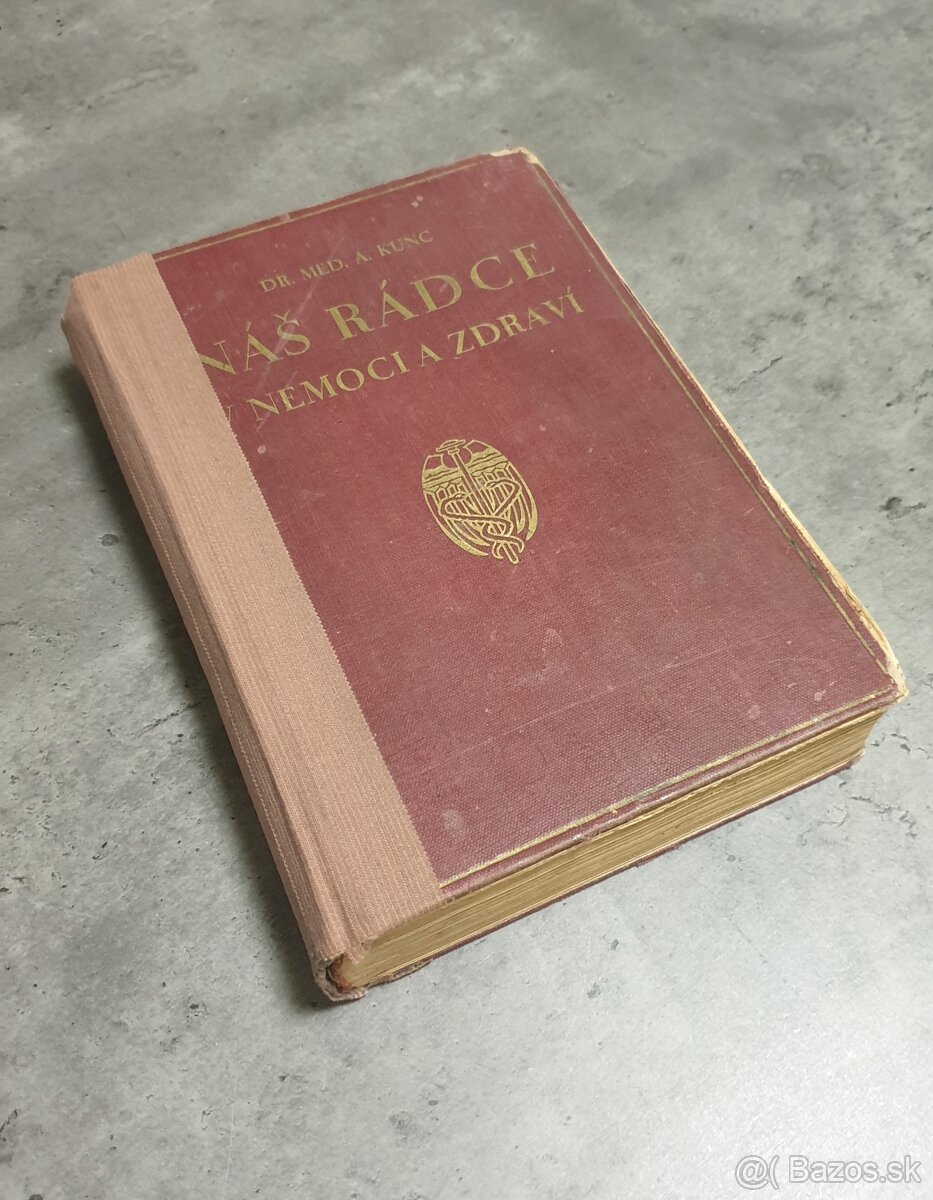 DR. MED. A. KUNC
NÁŠ RÁDCE
V NEMOCI A ZDRAVÍ
@( Bazos.sk